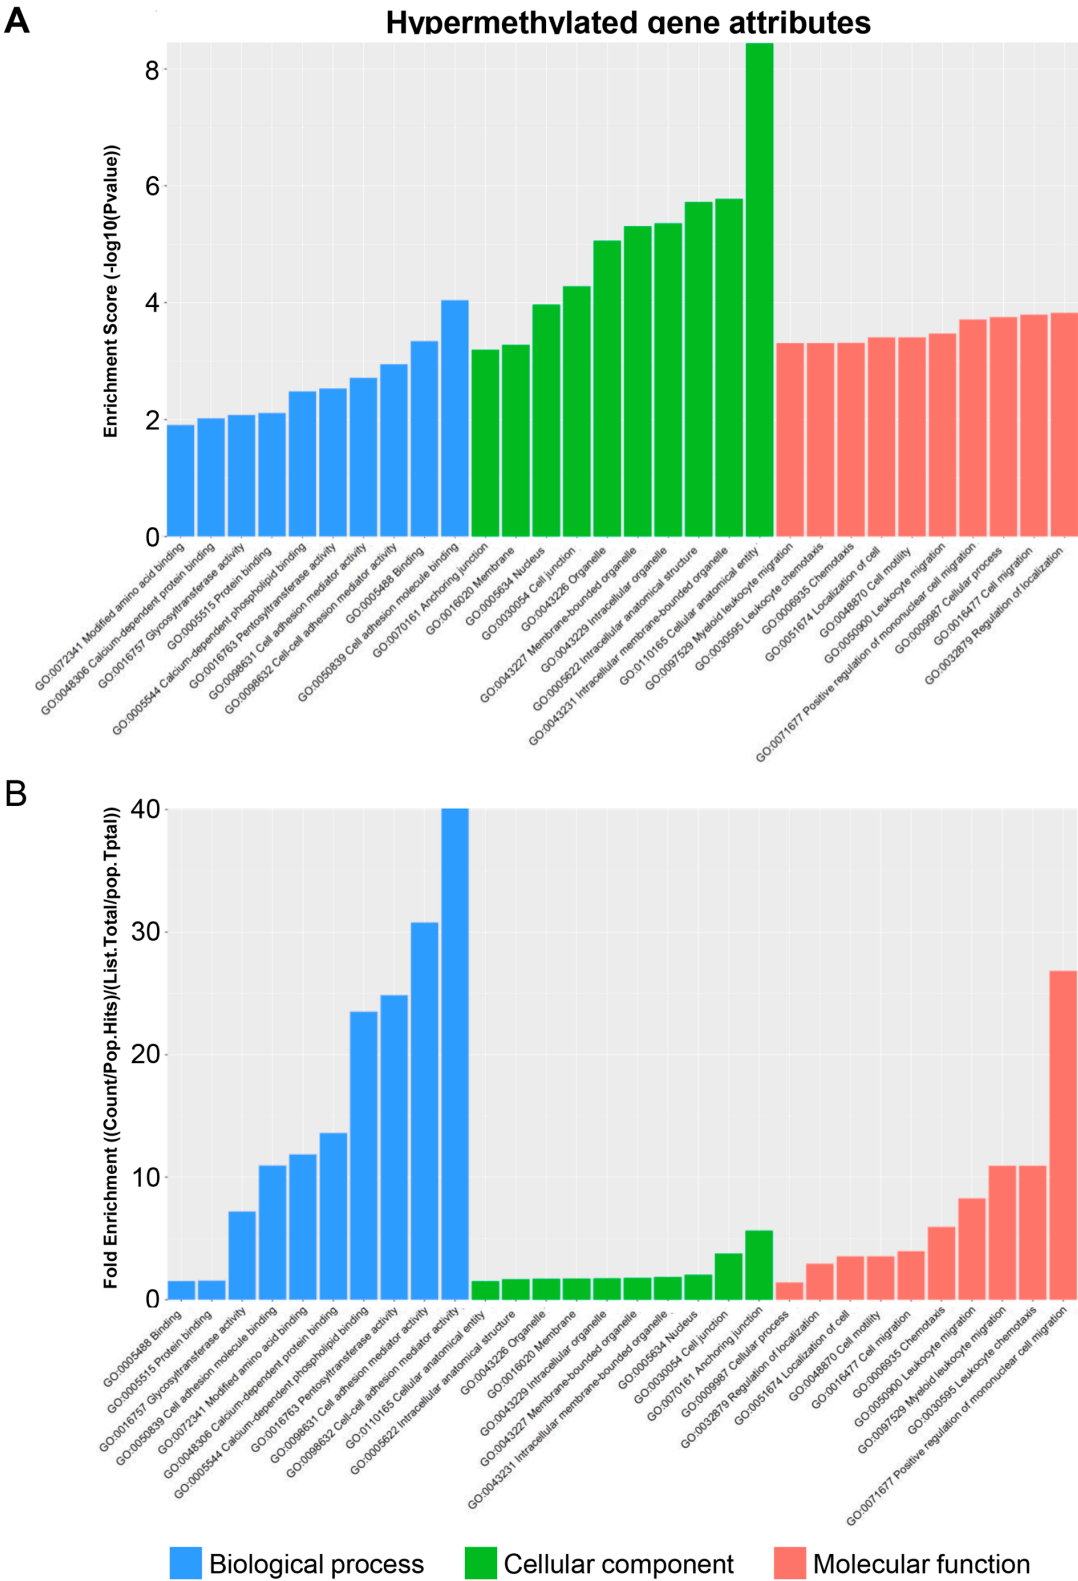 A
Hypermethylated gene attributes
Enrichment Score (-log10(Pvalue))
8
6
4
2
0
GO:0072341 Modified amino acid binding
GO:0048306 Calcium-dependent protein binding
GO:0016757 Glycosyltransferase activity
GO:0005515 Protein binding
GO:0005544 Calcium-dependent phospholipid binding
GO:0016763 Pentosyltransferase activity
GO:0098631 Cell adhesion mediator activity
GO:0098632 Cell-cell adhesion mediator activity
GO:0005488 Binding
GO:0050839 Cell adhesion molecule binding
GO:0070161 Anchoring junction
GO:0016020 Membrane
GO:0005634 Nucleus
GO:0030054 Cell junction
GO:0043226 Organelle
GO:0043227 Membrane-bounded organelle
GO:0043229 Intracellular organelle
GO:0005622 Intracellular anatomical structure
GO:0043231 Intracellular membrane-bounded organelle
GO:0110165 Cellular anatomical entity
GO:0097529 Myeloid leukocyte migration
GO:0030595 Leukocyte chemotaxis
GO:0006935 Chemotaxis
GO:0051674 Localization of cell
GO:0048870 Cell motility
GO:0050900 Leukocyte migration
GO:0071677 Positive regulation of mononuclear cell migration
GO:0009987 Cellular process
GO:0016477 Cell migration
GO:0032879 Regulation of localization
B
Fold Enrichment ((Count/Pop.Hits)/(List.Total/pop.Tptal))
40
30
20
10
0
GO:0005488 Binding
GO:0005515 Protein binding
GO:0016757 Glycosyltransferase activity
GO:0050839 Cell adhesion molecule binding
GO:0072341 Modified amino acid binding
GO:0048306 Calcium-dependent protein binding
GO:0005544 Calcium-dependent phospholipid binding
GO:0016763 Pentosyltransferase activity
GO:0098631 Cell adhesion mediator activity
GO:0098632 Cell-cell adhesion mediator activity
GO:0110165 Cellular anatomical entity
GO:0005622 Intracellular anatomical structure
GO:0043226 Organelle
GO:0016020 Membrane
GO:0043229 Intracellular organelle
GO:0043227 Membrane-bounded organelle
GO:0043231 Intracellular membrane-bounded organelle
GO:0005634 Nucleus
GO:0030054 Cell junction
GO:0070161 Anchoring junction
GO:0009987 Cellular process
GO:0032879 Regulation of localization
GO:0051674 Localization of cell
GO:0048870 Cell motility
GO:0016477 Cell migration
GO:0006935 Chemotaxis
GO:0050900 Leukocyte migration
GO:0097529 Myeloid leukocyte migration
GO:0030595 Leukocyte chemotaxis
GO:0071677 Positive regulation of mononuclear cell migration
Biological process
Cellular component
Molecular function